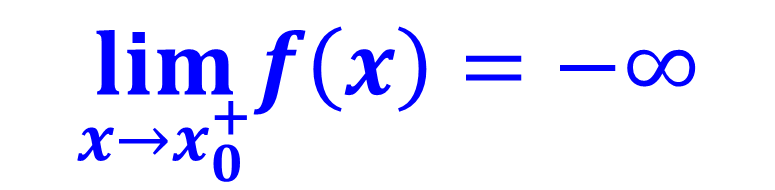 lim f(x) = −∞
x→x₀⁺